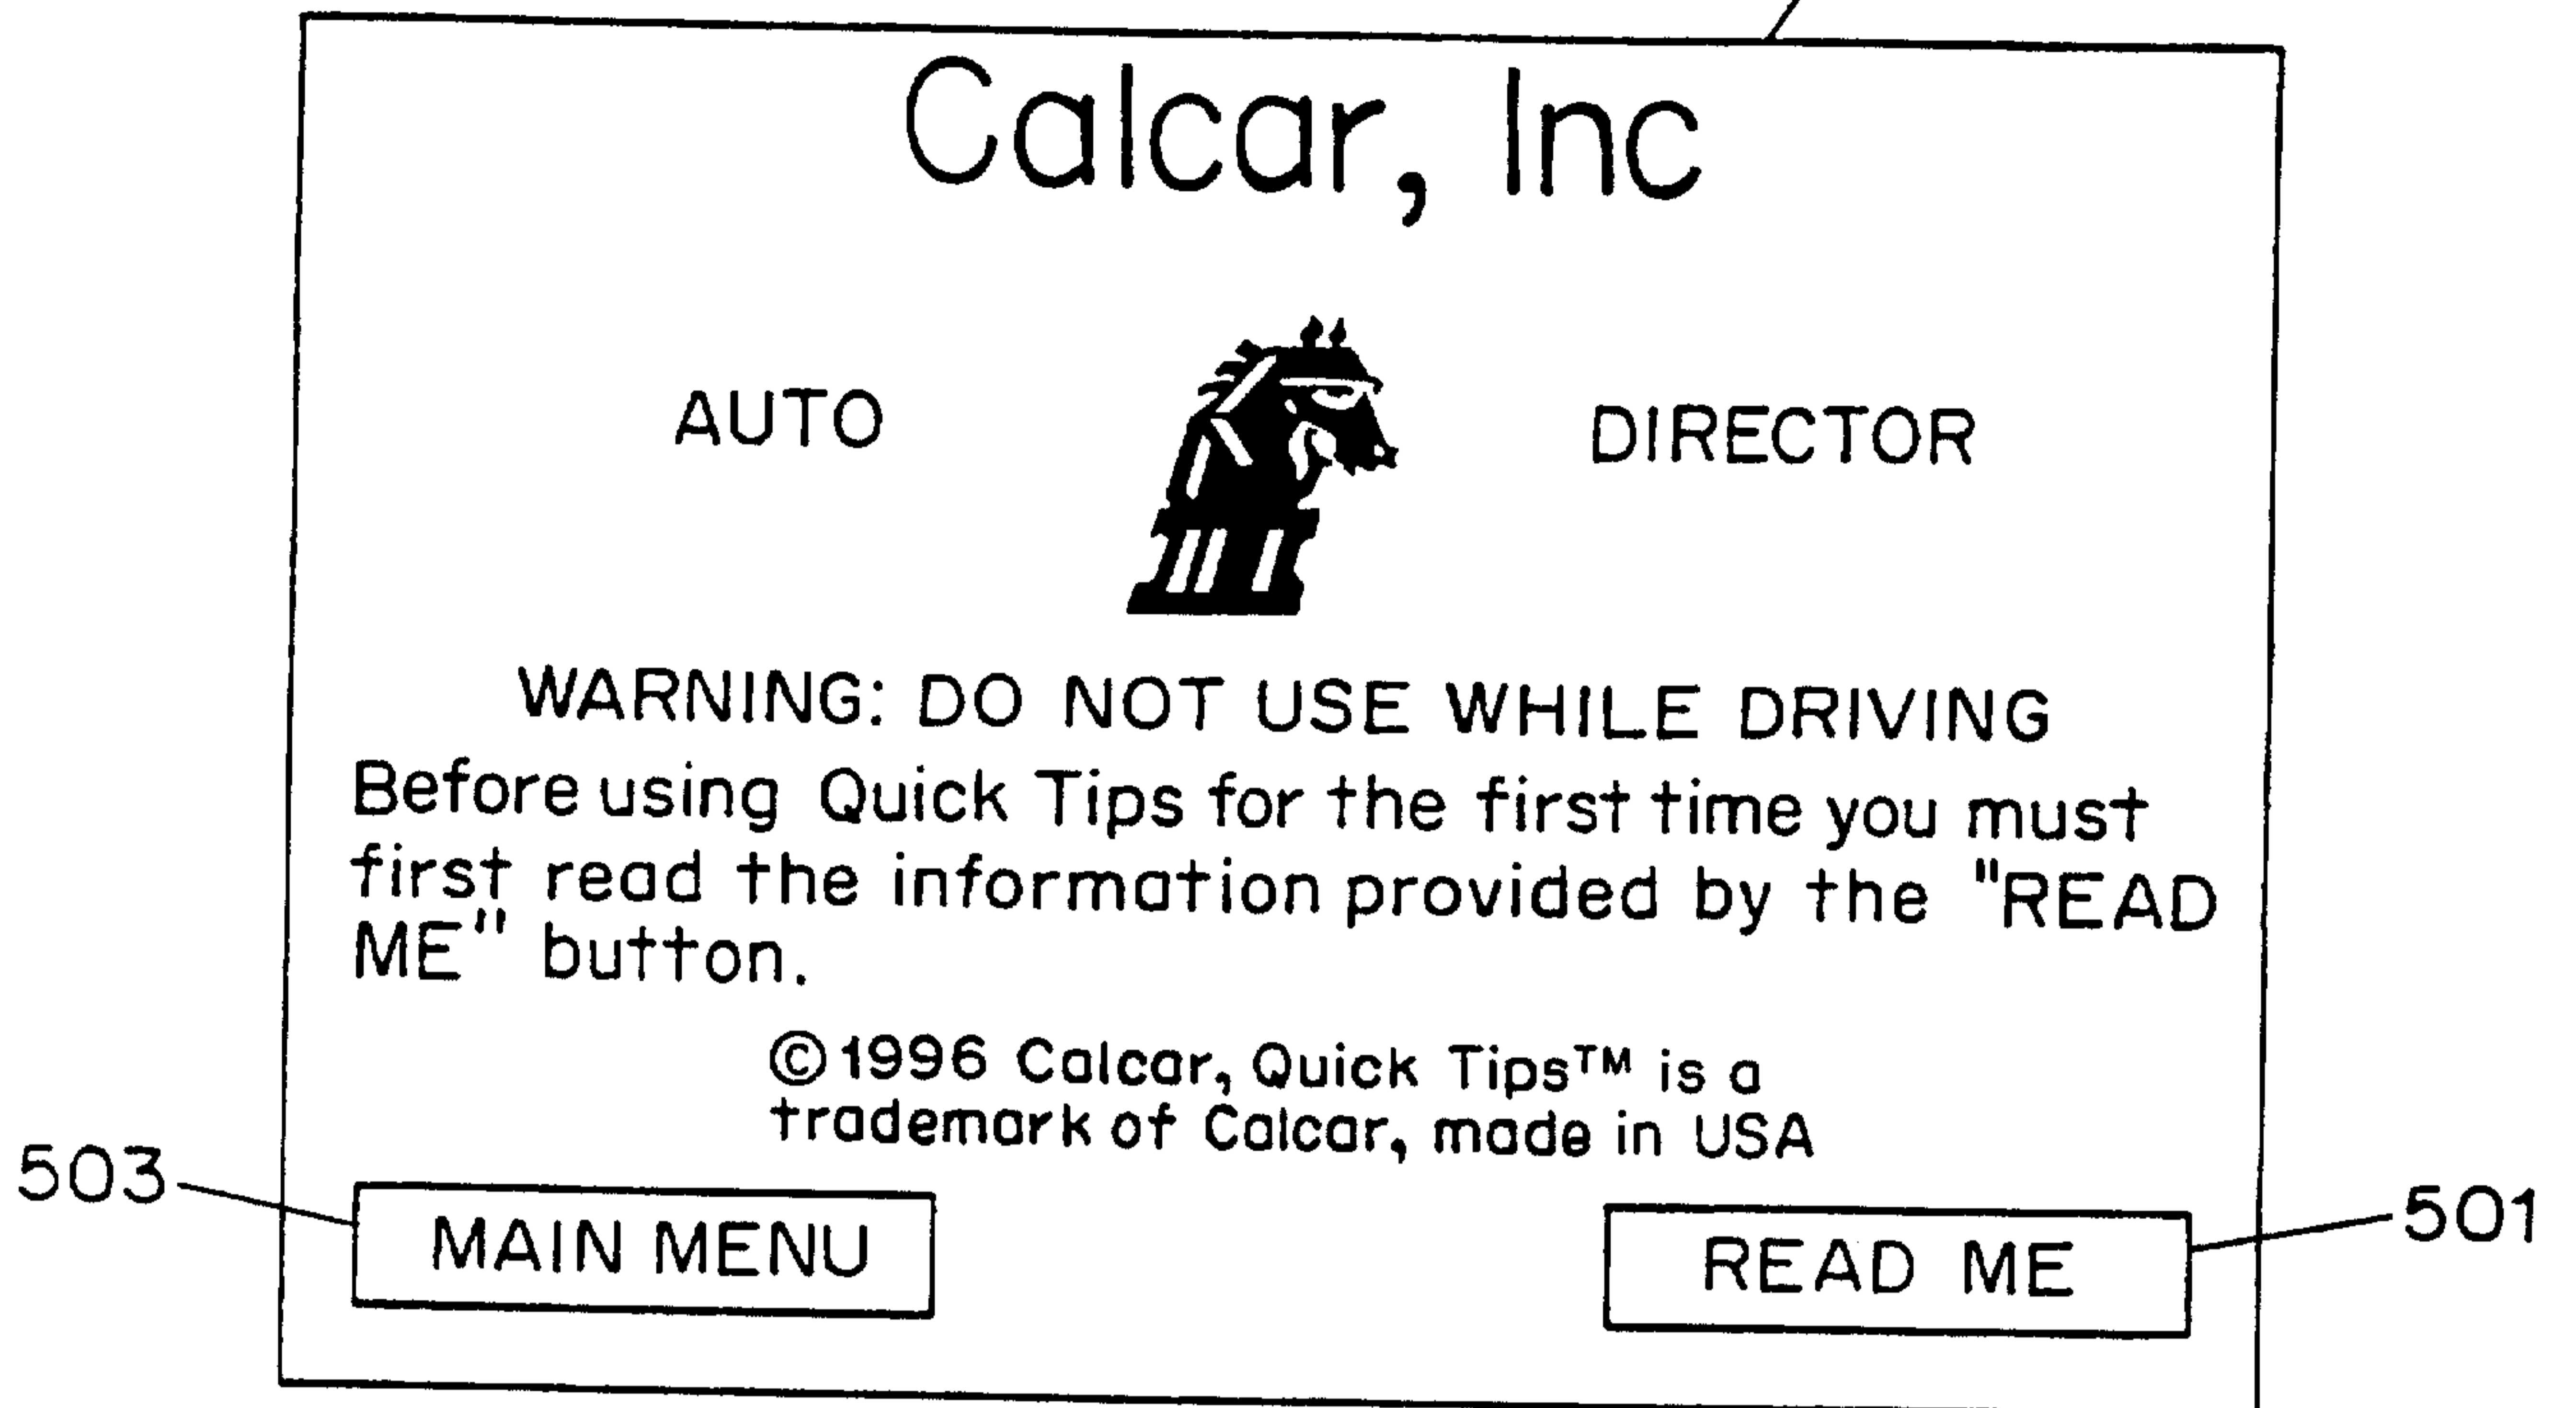 Calcar, Inc
AUTO DIRECTOR
WARNING: DO NOT USE WHILE DRIVING
Before using Quick Tips for the first time you must
first read the information provided by the "READ
ME" button.
©1996 Calcar, Quick Tips™ is a
trademark of Calcar, made in USA
503
MAIN MENU
READ ME
501